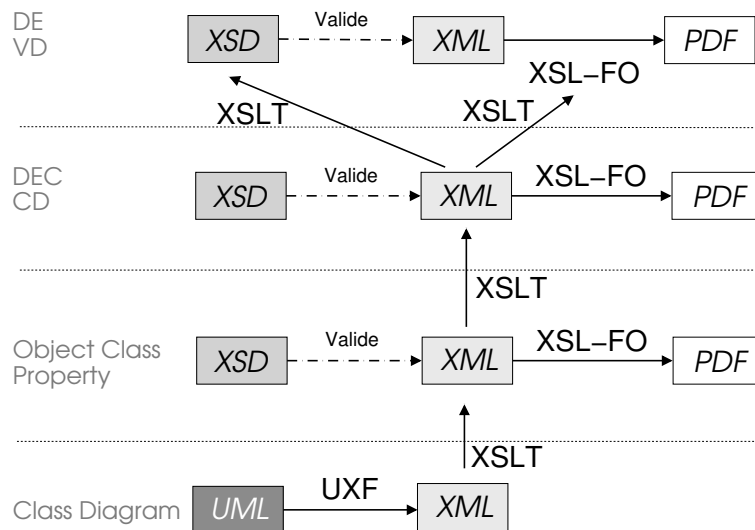 DE
VD
XSD
Valide
XML
PDF
XSL–FO
XSLT
XSLT
DEC
CD
XSD
Valide
XML
XSL–FO
PDF
XSLT
Object Class
Property
XSD
Valide
XML
XSL–FO
PDF
XSLT
Class Diagram
UML
UXF
XML